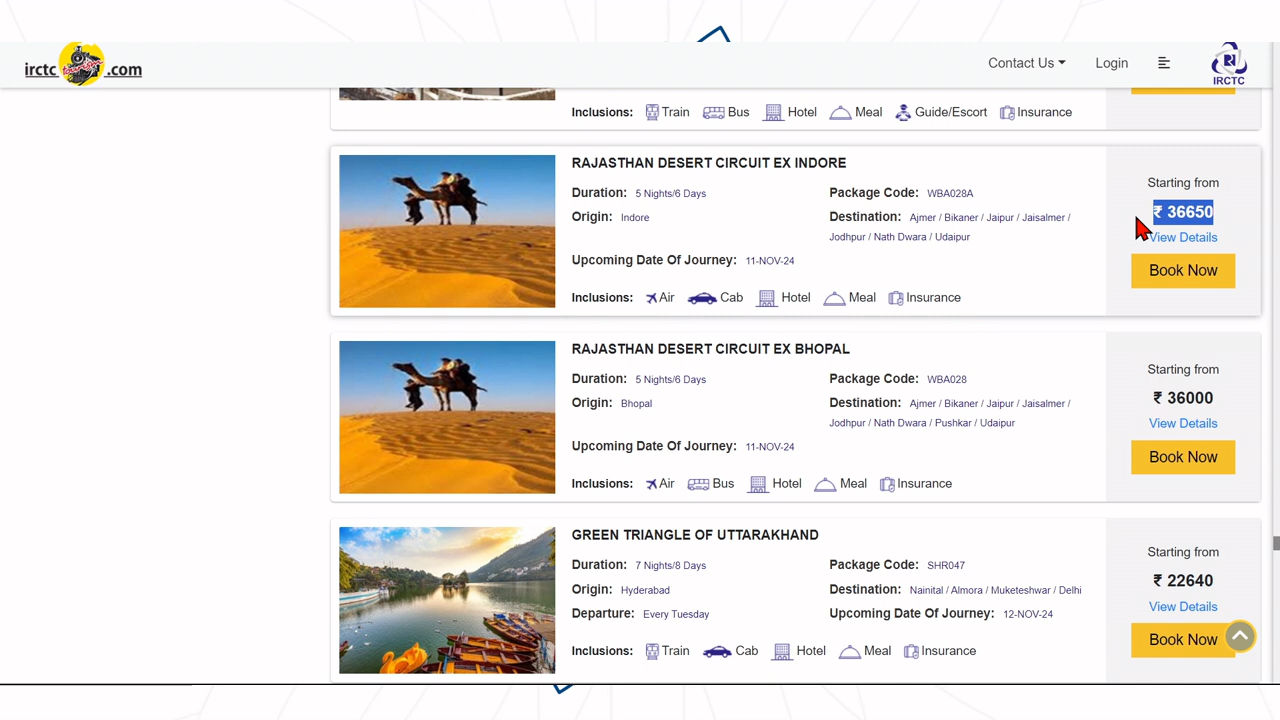 irctc tourism .com
Contact Us
Login
IRCTC
Inclusions: Train Bus Hotel Meal Guide/Escort Insurance
RAJASTHAN DESERT CIRCUIT EX INDORE
Duration: 5 Nights/6 Days
Package Code: WBA028A
Origin: Indore
Destination: Ajmer / Bikaner / Jaipur / Jaisalmer /
Jodhpur / Nath Dwara / Udaipur
Upcoming Date Of Journey: 11-NOV-24
Inclusions: Air Cab Hotel Meal Insurance
Starting from
₹ 36650
View Details
Book Now
RAJASTHAN DESERT CIRCUIT EX BHOPAL
Duration: 5 Nights/6 Days
Package Code: WBA028
Origin: Bhopal
Destination: Ajmer / Bikaner / Jaipur / Jaisalmer /
Jodhpur / Nath Dwara / Pushkar / Udaipur
Upcoming Date Of Journey: 11-NOV-24
Inclusions: Air Bus Hotel Meal Insurance
Starting from
₹ 36000
View Details
Book Now
GREEN TRIANGLE OF UTTARAKHAND
Duration: 7 Nights/8 Days
Package Code: SHR047
Origin: Hyderabad
Destination: Nainital / Almora / Muketeshwar / Delhi
Departure: Every Tuesday
Upcoming Date Of Journey: 12-NOV-24
Inclusions: Train Cab Hotel Meal Insurance
Starting from
₹ 22640
View Details
Book Now